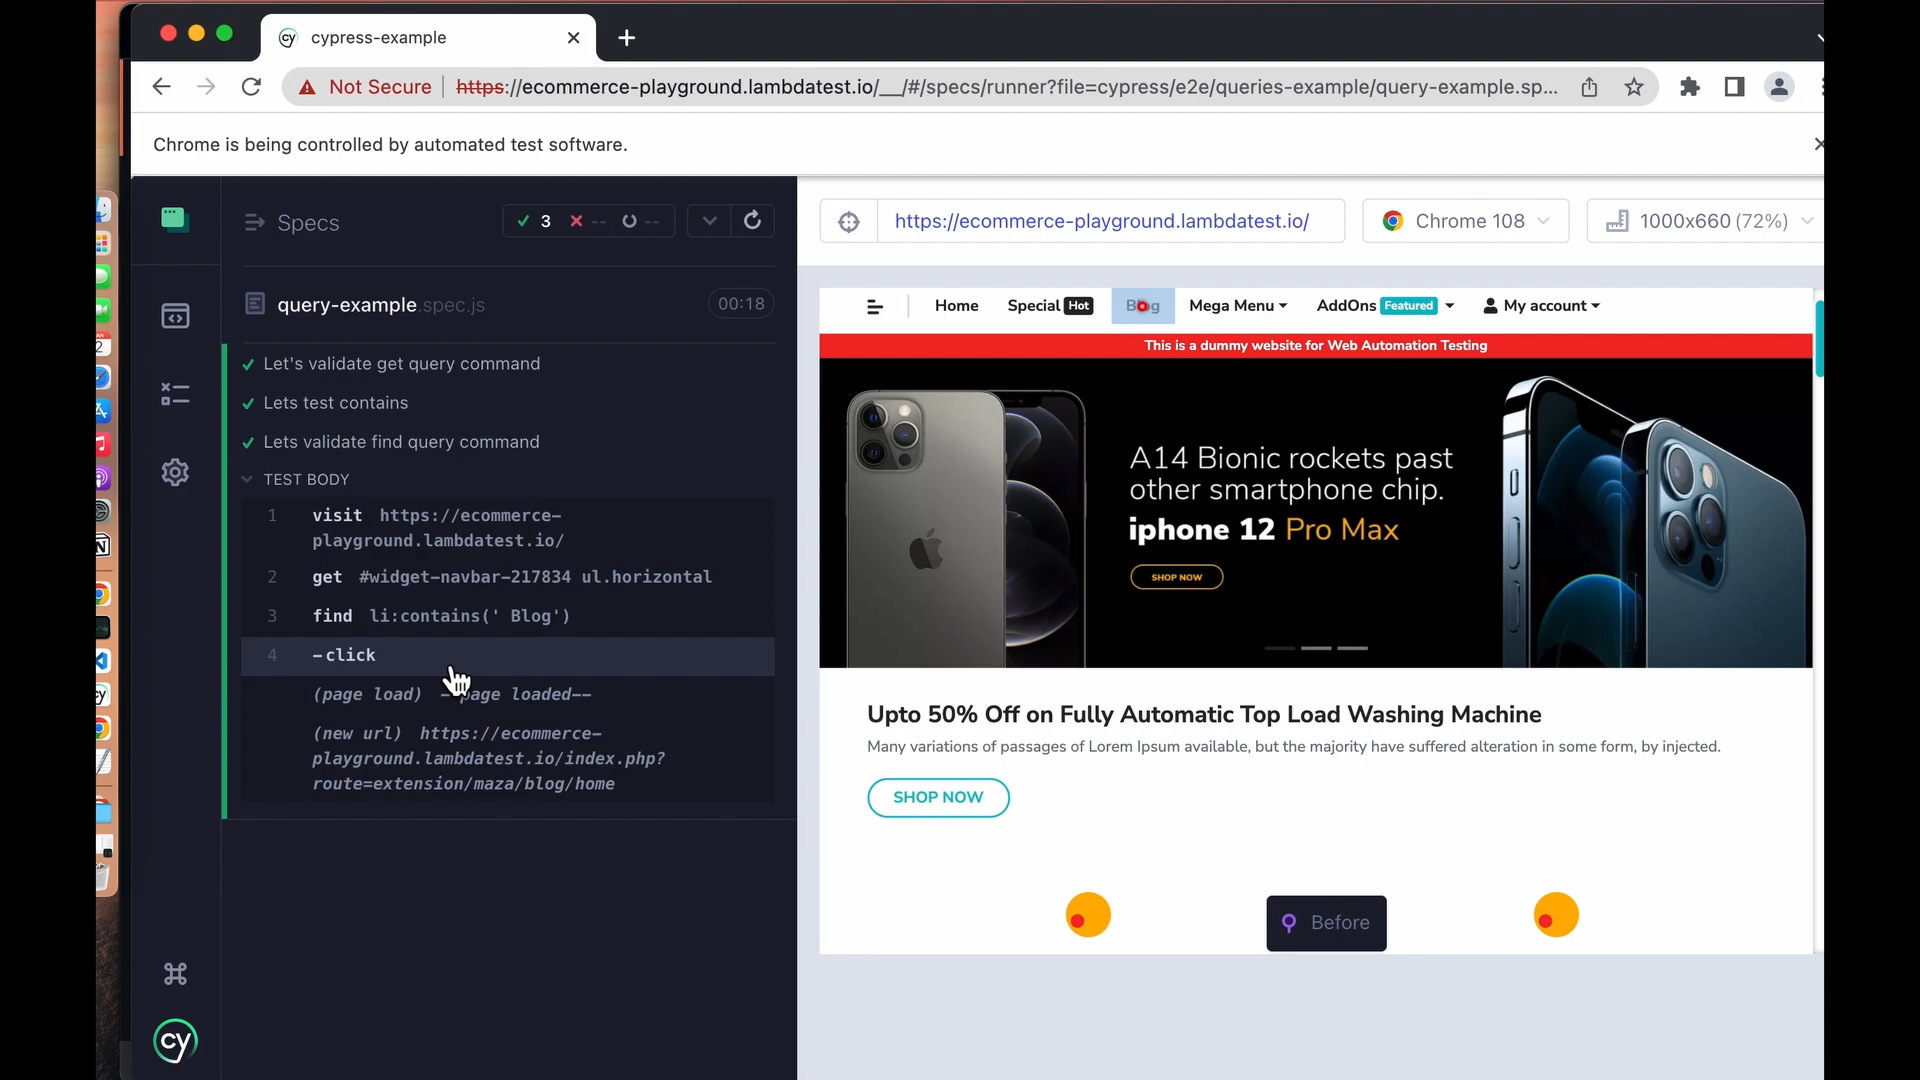 cypress-example
Not Secure
https://ecommerce-playground.lambdatest.io/__/#/specs/runner?file=cypress/e2e/queries-example/query-example.sp...
Chrome is being controlled by automated test software.
Specs
3
--
--
query-example.spec.js
00:18
Let's validate get query command
Lets test contains
Lets validate find query command
TEST BODY
1 visit https://ecommerce-
playground.lambdatest.io/
2 get #widget-navbar-217834 ul.horizontal
3 find li:contains(' Blog')
4 -click
(page load) --page loaded--
(new url) https://ecommerce-
playground.lambdatest.io/index.php?
route=extension/maza/blog/home
cy
https://ecommerce-playground.lambdatest.io/
Chrome 108
1000x660 (72%)
Home Special Hot Blog Mega Menu AddOns Featured My account
This is a dummy website for Web Automation Testing
A14 Bionic rockets past
other smartphone chip.
iphone 12 Pro Max
SHOP NOW
Upto 50% Off on Fully Automatic Top Load Washing Machine
Many variations of passages of Lorem Ipsum available, but the majority have suffered alteration in some form, by injected.
SHOP NOW
Before